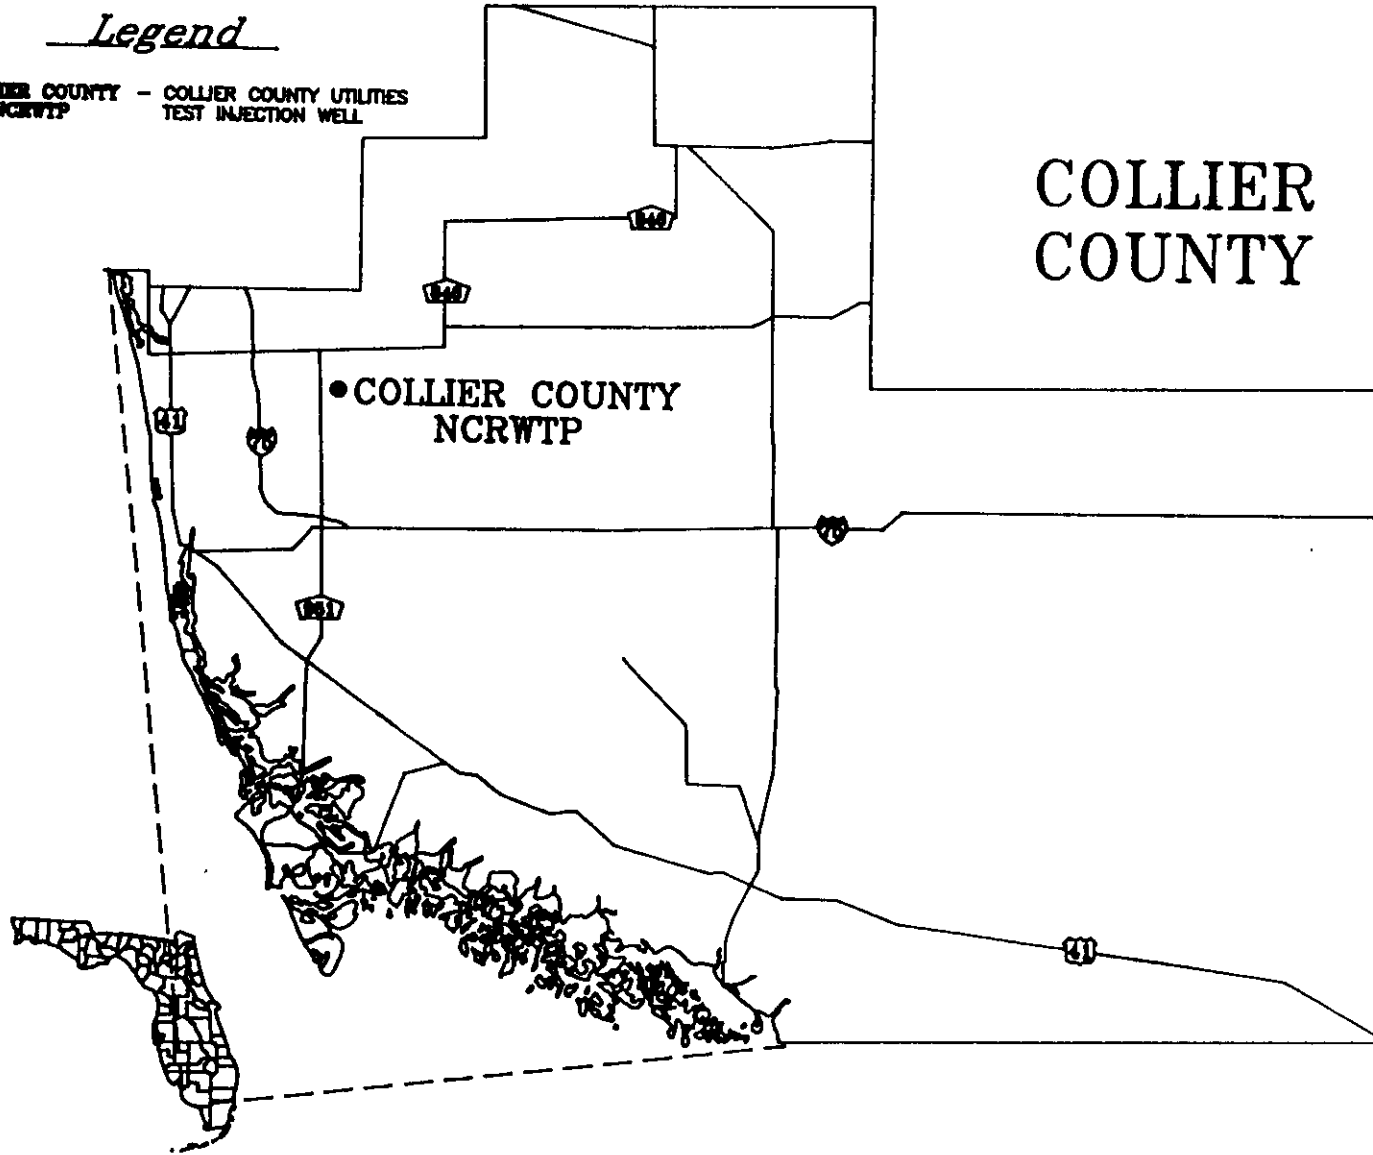 Legend
COUNTY - COLLIER COUNTY UTILITIES
NCRWTP TEST INJECTION WELL
COLLIER
COUNTY
846
846
COLLIER COUNTY
NCRWTP
41
75
75
951
41